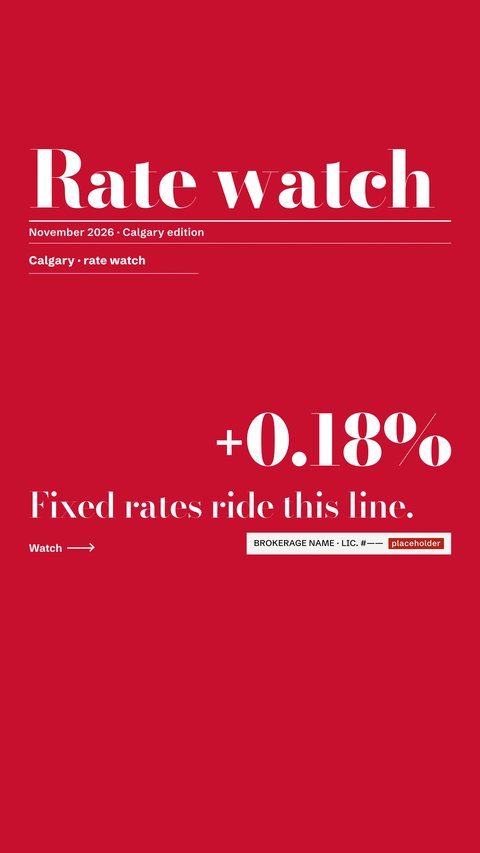 Rate watch
November 2026 · Calgary edition
Calgary · rate watch
+0.18%
Fixed rates ride this line.
Watch ⟶
BROKERAGE NAME · LIC. #—— placeholder